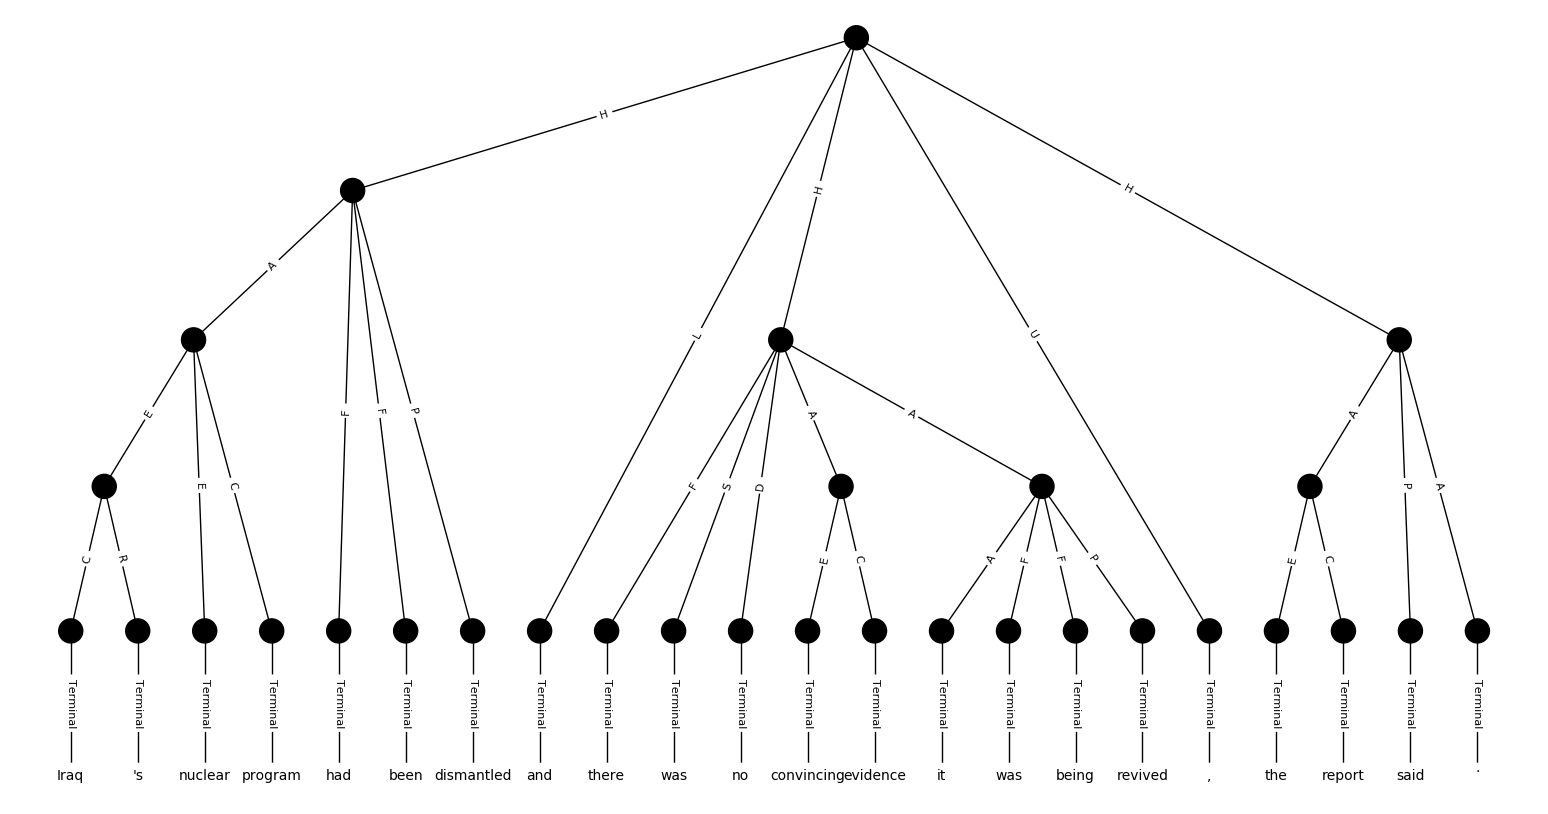 H
H
H
A
L
U
E
E
C
F
F
P
F
S
D
A
A
A
P
A
C
R
E
C
A
F
F
P
E
C
Terminal Terminal Terminal Terminal Terminal Terminal Terminal Terminal Terminal Terminal Terminal Terminal Terminal Terminal Terminal Terminal Terminal Terminal Terminal Terminal Terminal Terminal
Iraq 's nuclear program had been dismantled and there was no convincing evidence it was being revived , the report said .